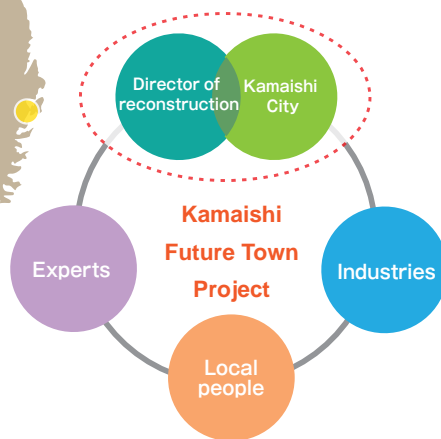 Director of
reconstruction
Kamaishi
City
Kamaishi
Future Town
Project
Experts
Industries
Local
people